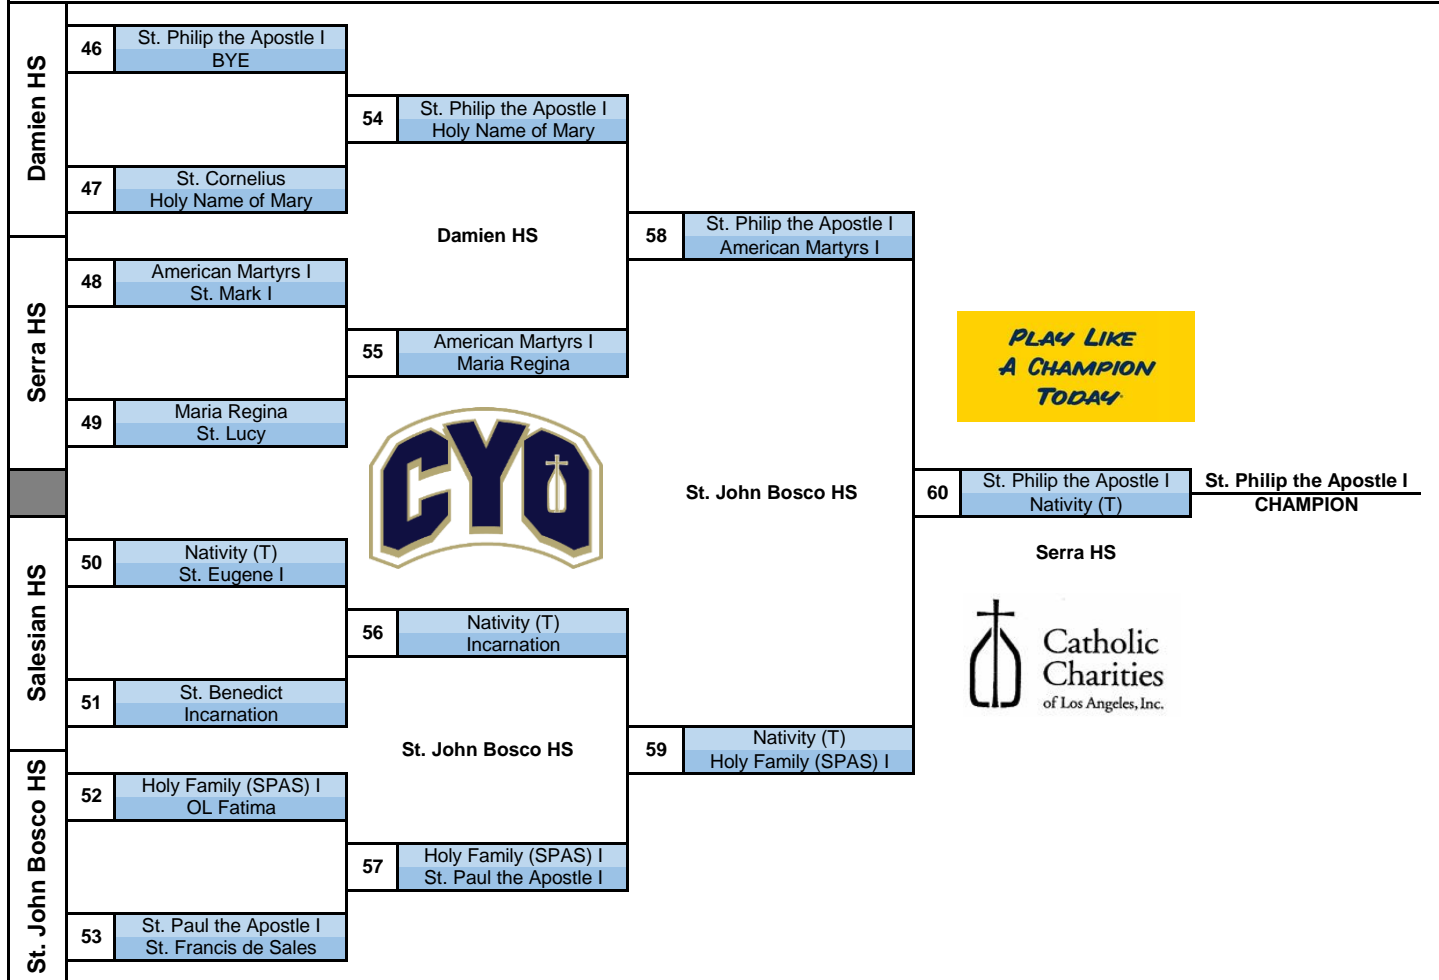 Damien HS
46
St. Philip the Apostle I
BYE
54
St. Philip the Apostle I
Holy Name of Mary
47
St. Cornelius
Holy Name of Mary
Damien HS
58
St. Philip the Apostle I
American Martyrs I
Serra HS
48
American Martyrs I
St. Mark I
55
American Martyrs I
Maria Regina
49
Maria Regina
St. Lucy
PLAY LIKE
A CHAMPION
TODAY
CYO
St. John Bosco HS
60
St. Philip the Apostle I
Nativity (T)
St. Philip the Apostle I
CHAMPION
Serra HS
Salesian HS
50
Nativity (T)
St. Eugene I
56
Nativity (T)
Incarnation
51
St. Benedict
Incarnation
Catholic
Charities
of Los Angeles, Inc.
St. John Bosco HS
59
Nativity (T)
Holy Family (SPAS) I
St. John Bosco HS
52
Holy Family (SPAS) I
OL Fatima
57
Holy Family (SPAS) I
St. Paul the Apostle I
53
St. Paul the Apostle I
St. Francis de Sales